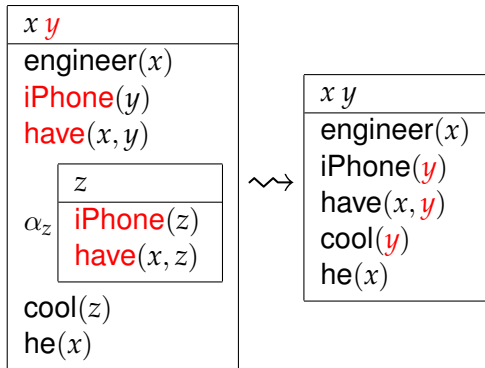 x y
engineer(x)
iPhone(y)
have(x, y)
α_z
z
iPhone(z)
have(x, z)
cool(z)
he(x)
⇝
x y
engineer(x)
iPhone(y)
have(x, y)
cool(y)
he(x)